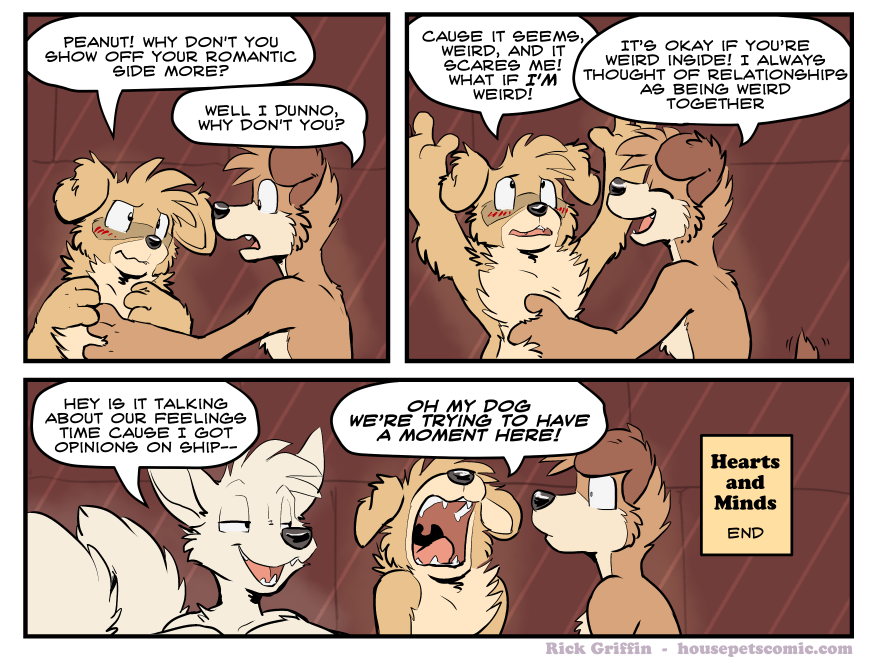 PEANUT! WHY DON'T YOU
SHOW OFF YOUR ROMANTIC
SIDE MORE?
WELL I DUNNO,
WHY DON'T YOU?
CAUSE IT SEEMS,
WEIRD, AND IT
SCARES ME!
WHAT IF I'M
WEIRD!
IT'S OKAY IF YOU'RE
WEIRD INSIDE! I ALWAYS
THOUGHT OF RELATIONSHIPS
AS BEING WEIRD
TOGETHER
HEY IS IT TALKING
ABOUT OUR FEELINGS
TIME CAUSE I GOT
OPINIONS ON SHIP--
OH MY DOG
WE'RE TRYING TO HAVE
A MOMENT HERE!
Hearts
and
Minds
END
Rick Griffin - housepetscomic.com